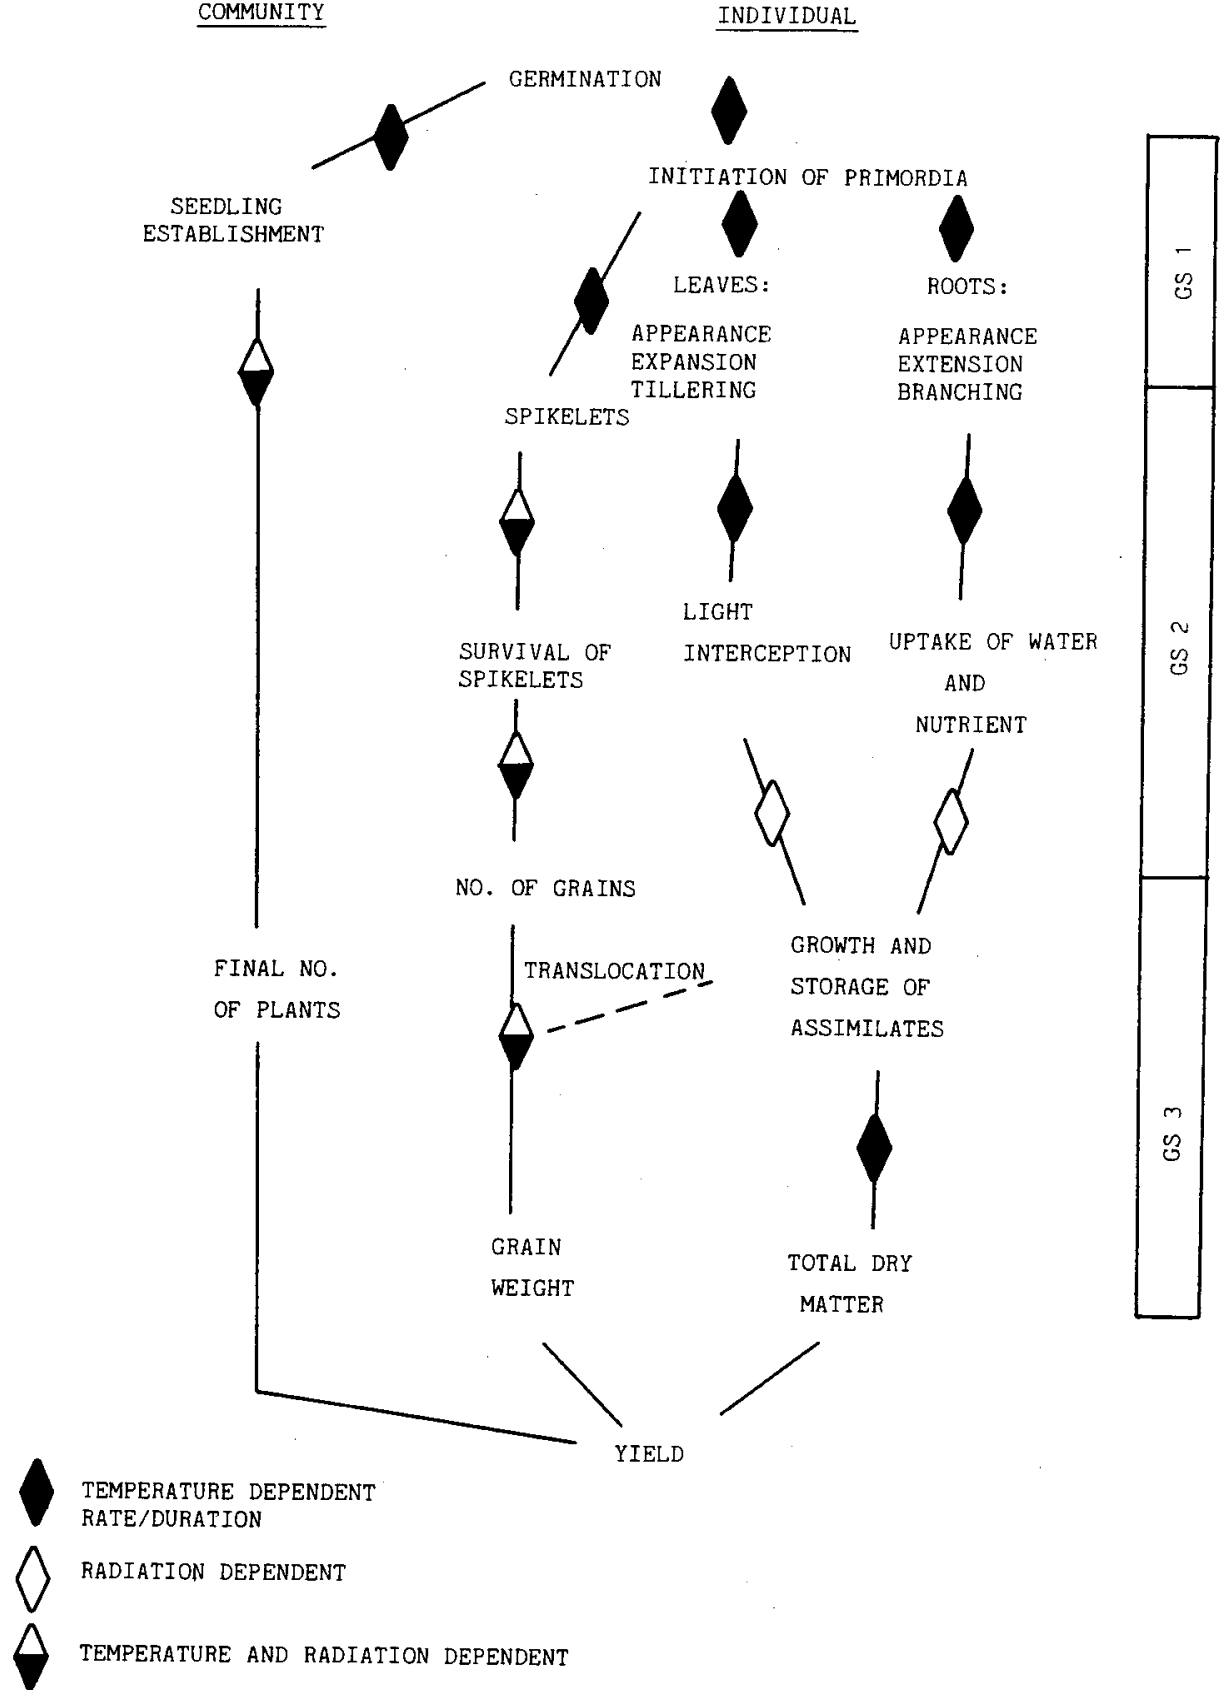 COMMUNITY
INDIVIDUAL
GERMINATION
INITIATION OF PRIMORDIA
SEEDLING
ESTABLISHMENT
LEAVES:
APPEARANCE
EXPANSION
TILLERING
ROOTS:
APPEARANCE
EXTENSION
BRANCHING
SPIKELETS
LIGHT
INTERCEPTION
UPTAKE OF WATER
AND
NUTRIENT
SURVIVAL OF
SPIKELETS
NO. OF GRAINS
FINAL NO.
OF PLANTS
TRANSLOCATION
GROWTH AND
STORAGE OF
ASSIMILATES
GRAIN
WEIGHT
TOTAL DRY
MATTER
YIELD
GS 1
GS 2
GS 3
TEMPERATURE DEPENDENT
RATE/DURATION
RADIATION DEPENDENT
TEMPERATURE AND RADIATION DEPENDENT